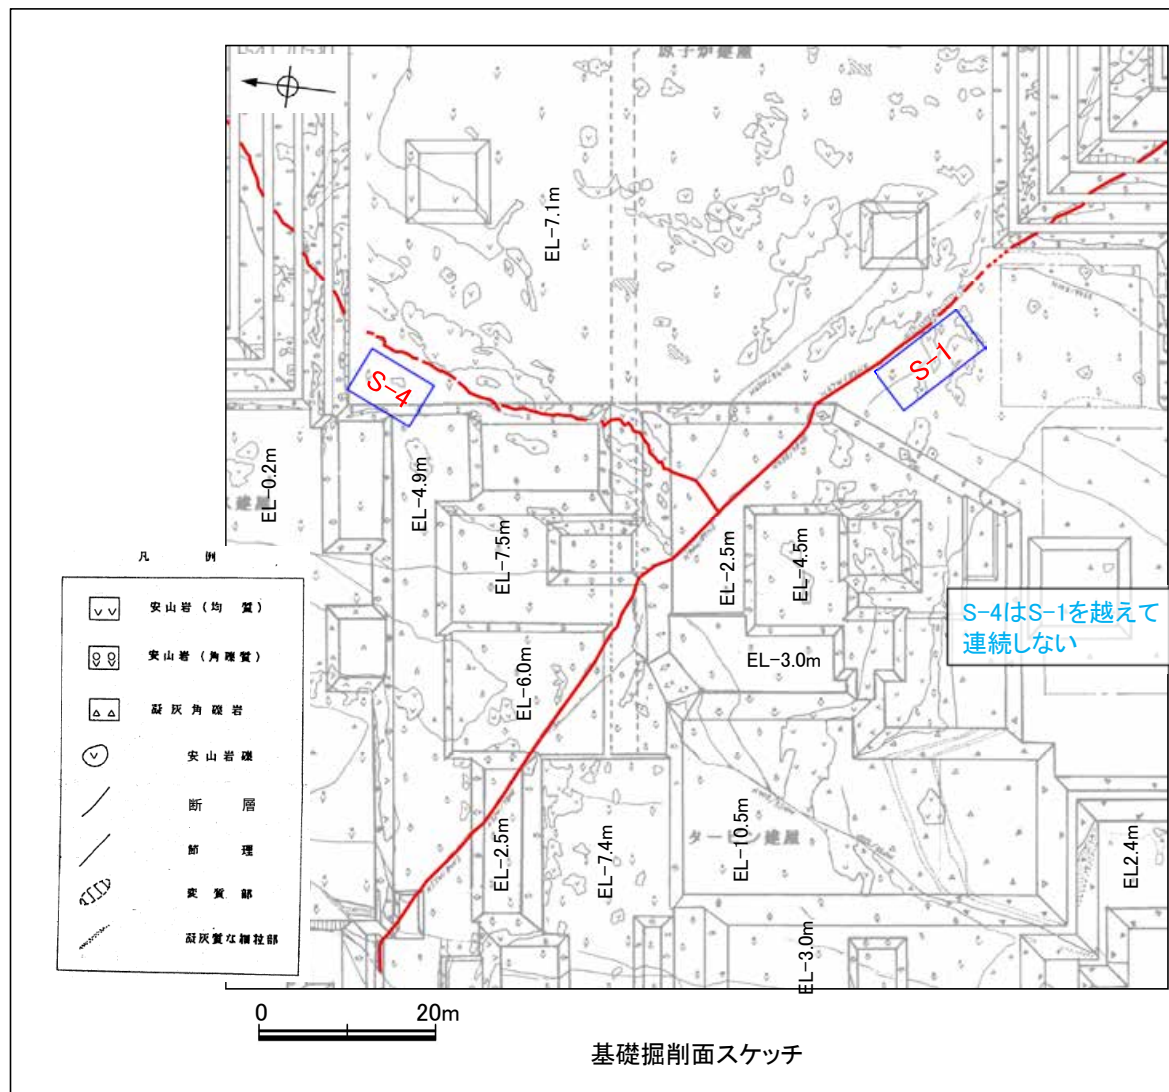 原子炉建屋
EL-7.1m
S-1
S-4
EL-0.2m
EL-4.9m
EL-7.5m
EL-2.5m
EL-4.5m
S-4はS-1を越えて
連続しない
EL-3.0m
EL-6.0m
凡 例
安山岩(均 質)
安山岩(角礫質)
凝灰角礫岩
安山岩礫
断 層
節 理
変 質 部
凝灰質な細粒部
EL-2.5m
EL-7.4m
タービン建屋
EL-10.5m
EL2.4m
EL-3.0m
0 20m
基礎掘削面スケッチ